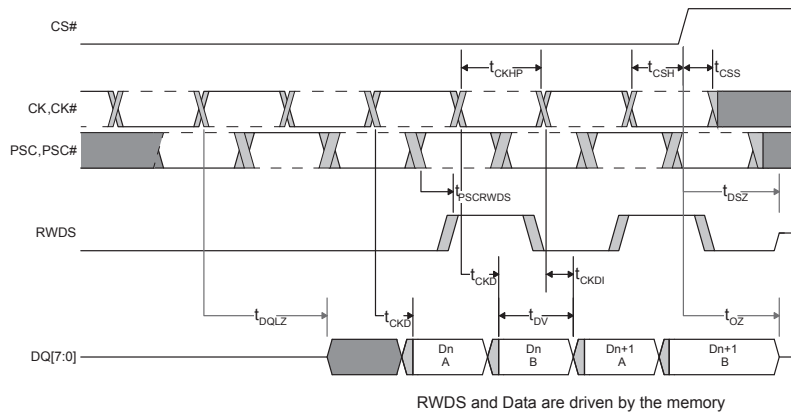 CS#
tCKHP
tCSH
tCSS
CK,CK#
PSC,PSC#
tPSCRWDS
tDSZ
RWDS
tCKD
tCKDI
tDQLZ
tCKD
tDV
tOZ
DQ[7:0]
Dn
A
Dn
B
Dn+1
A
Dn+1
B
RWDS and Data are driven by the memory